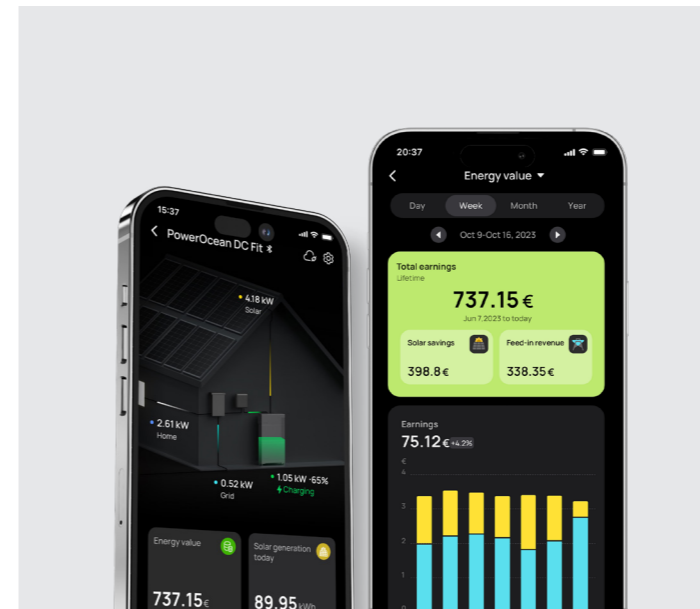 15:37
PowerOcean DC Fit
4.18 kW
Solar
2.61 kW
Home
0.52 kW
Grid
1.05 kW -65%
Charging
Energy value
737.15€
Solar generation
today
89.95 kWh
20:37
Energy value
Day Week Month Year
Oct 9-Oct 16, 2023
Total earnings
Lifetime
737.15 €
Jun 7,2023 to today
Solar savings
398.8 €
Feed-in revenue
338.35 €
Earnings
75.12 € +4.2%
€
4
3
2
1
0